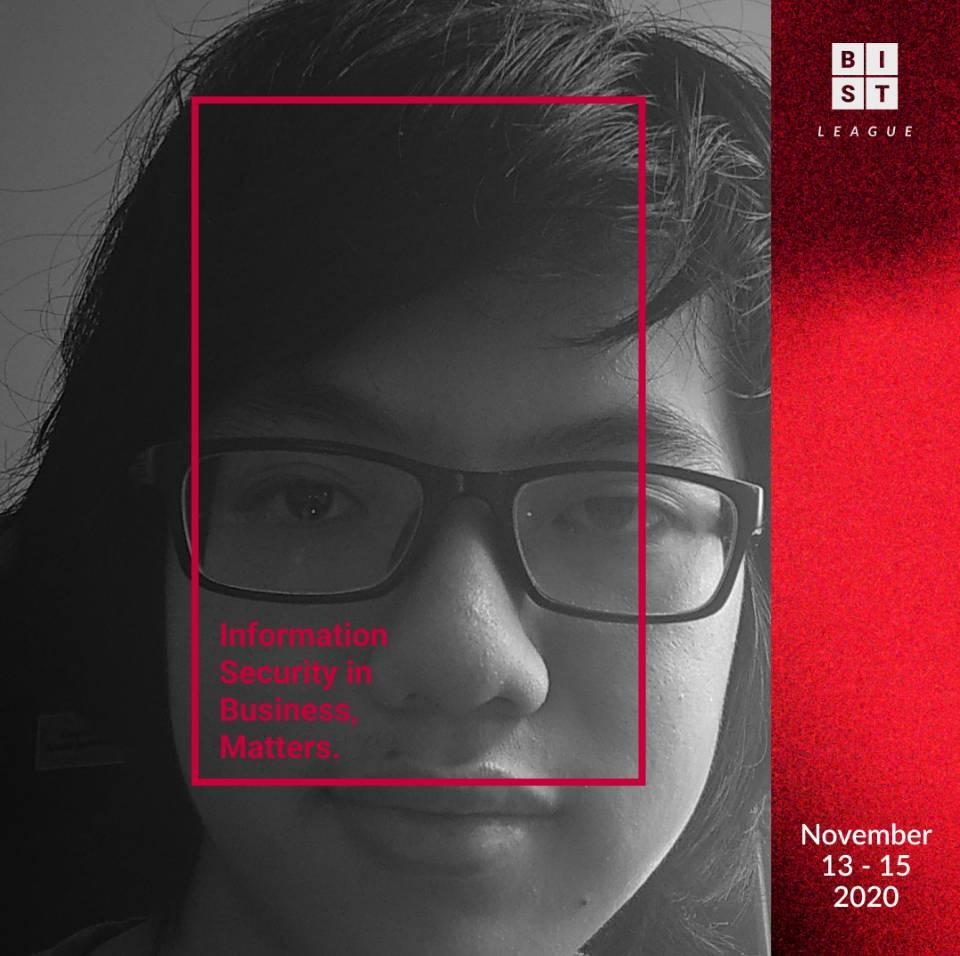 B I
S T
LEAGUE
Information
Security in
Business,
Matters.
November
13 - 15
2020